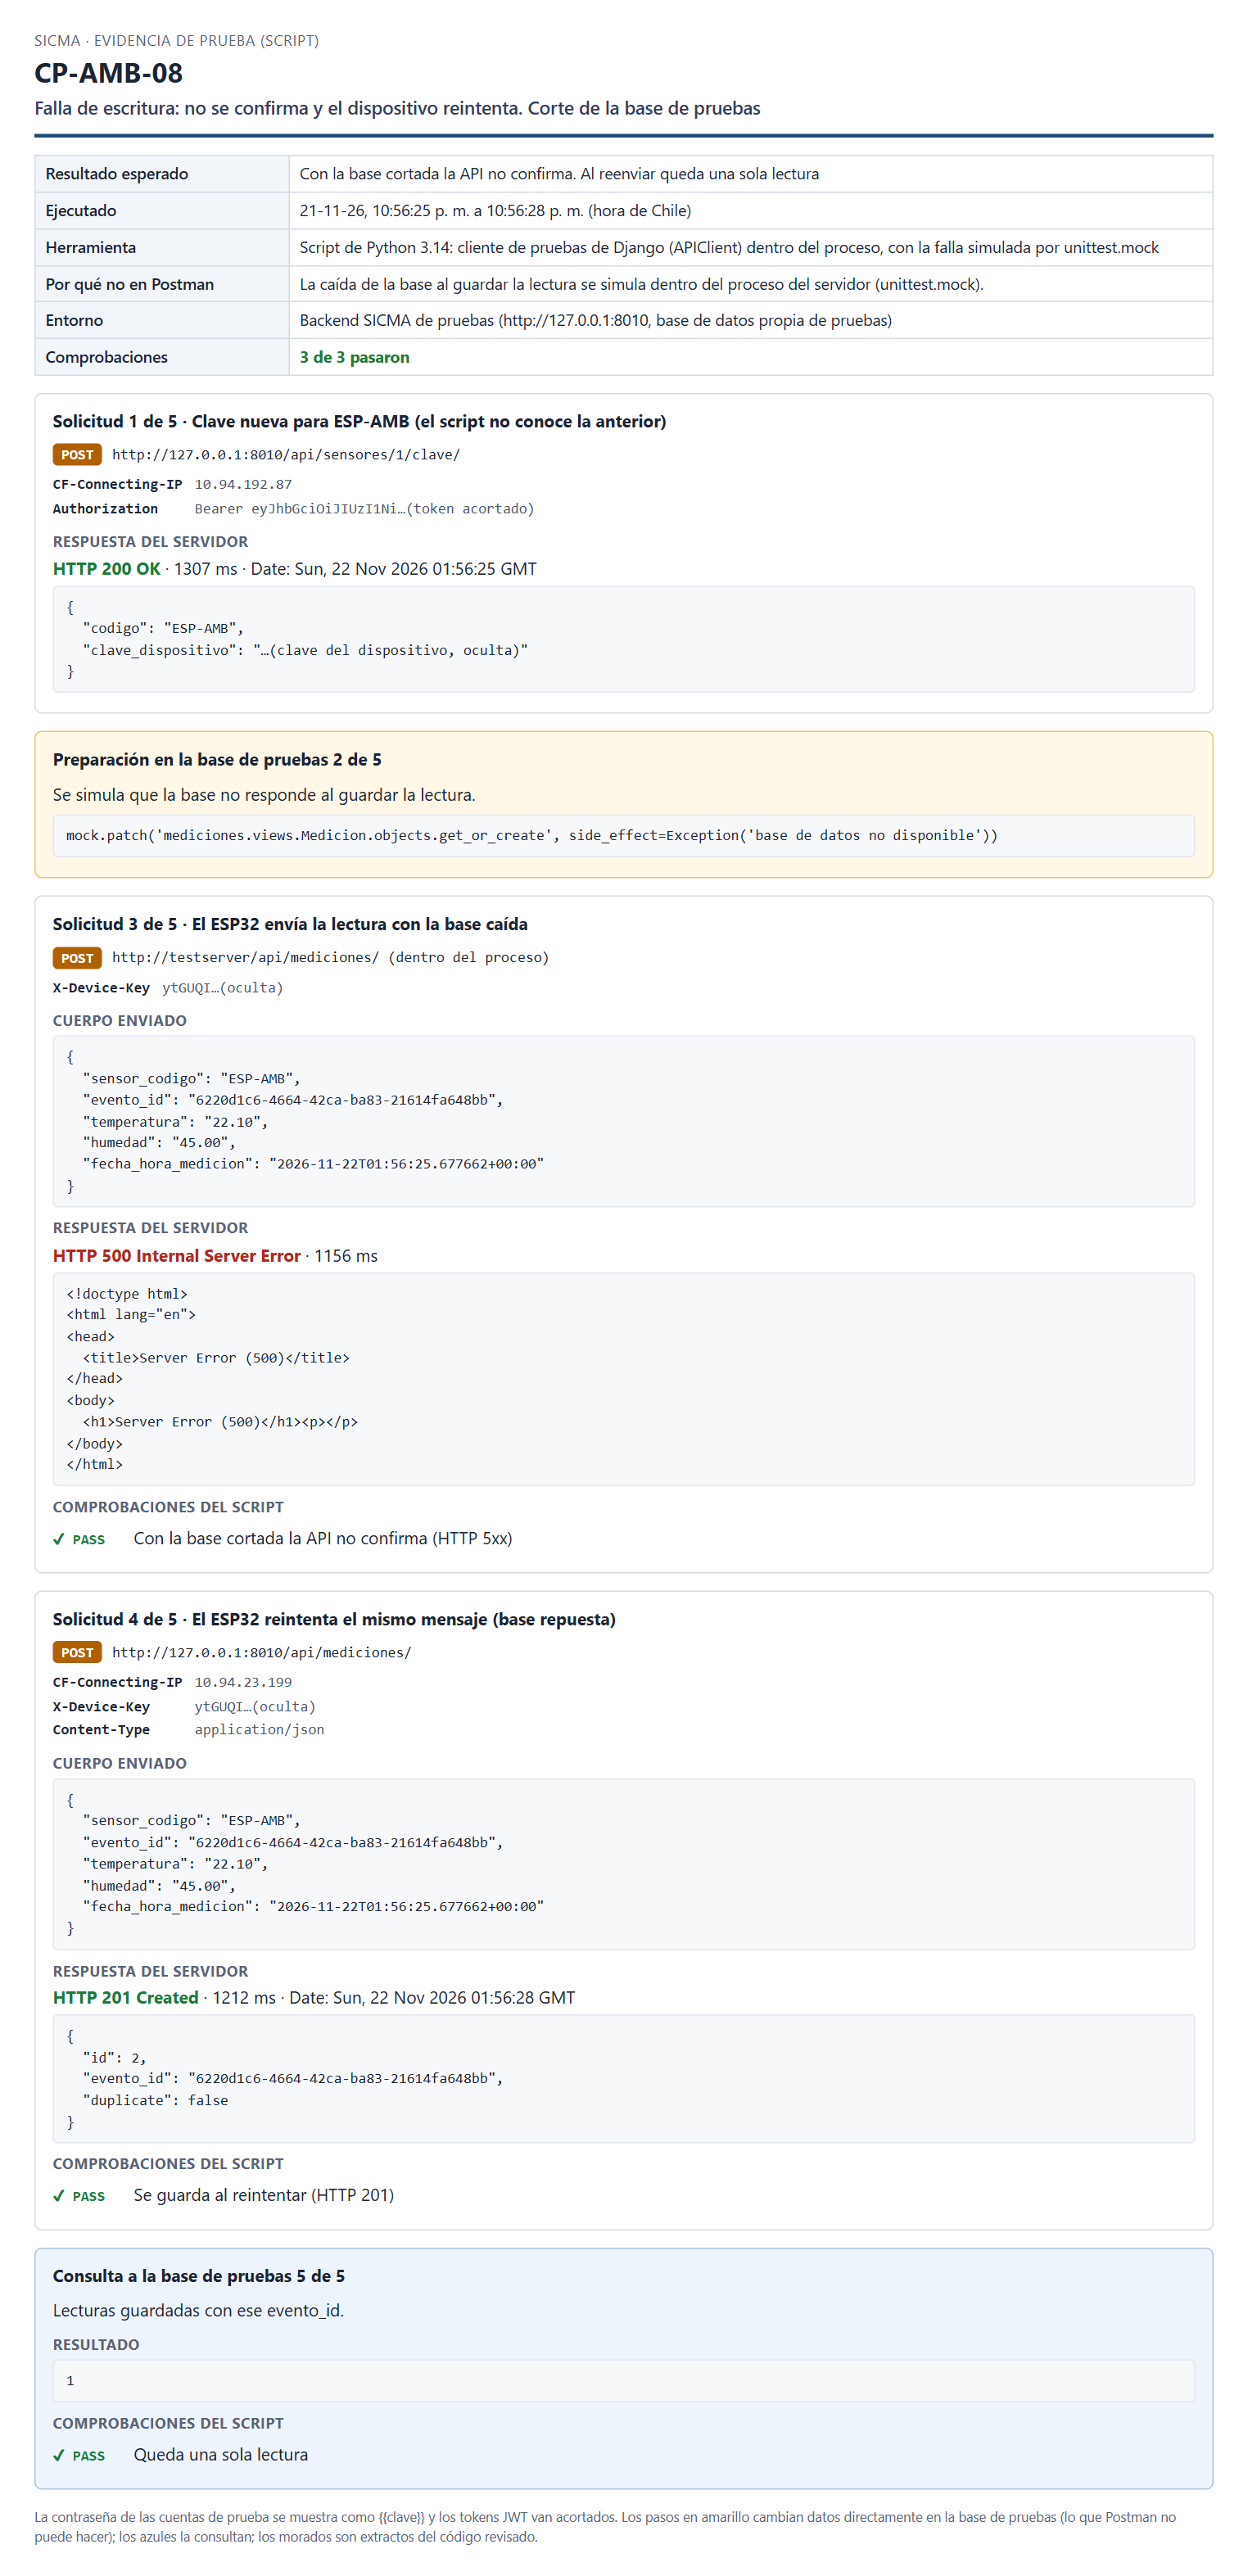 SICMA · EVIDENCIA DE PRUEBA (SCRIPT)
CP-AMB-08
Falla de escritura: no se confirma y el dispositivo reintenta. Corte de la base de pruebas
Resultado esperado Con la base cortada la API no confirma. Al reenviar queda una sola lectura
Ejecutado 21-11-26, 10:56:25 p. m. a 10:56:28 p. m. (hora de Chile)
Herramienta Script de Python 3.14: cliente de pruebas de Django (APIClient) dentro del proceso, con la falla simulada por unittest.mock
Por qué no en Postman La caída de la base al guardar la lectura se simula dentro del proceso del servidor (unittest.mock).
Entorno Backend SICMA de pruebas (http://127.0.0.1:8010, base de datos propia de pruebas)
Comprobaciones 3 de 3 pasaron
Solicitud 1 de 5 · Clave nueva para ESP-AMB (el script no conoce la anterior)
POST http://127.0.0.1:8010/api/sensores/1/clave/
CF-Connecting-IP 10.94.192.87
Authorization Bearer eyJhbGciOiJIUzI1Ni…(token acortado)
RESPUESTA DEL SERVIDOR
HTTP 200 OK · 1307 ms · Date: Sun, 22 Nov 2026 01:56:25 GMT
{
  "codigo": "ESP-AMB",
  "clave_dispositivo": "…(clave del dispositivo, oculta)"
}
Preparación en la base de pruebas 2 de 5
Se simula que la base no responde al guardar la lectura.
mock.patch('mediciones.views.Medicion.objects.get_or_create', side_effect=Exception('base de datos no disponible'))
Solicitud 3 de 5 · El ESP32 envía la lectura con la base caída
POST http://testserver/api/mediciones/ (dentro del proceso)
X-Device-Key ytGUQI…(oculta)
CUERPO ENVIADO
{
  "sensor_codigo": "ESP-AMB",
  "evento_id": "6220d1c6-4664-42ca-ba83-21614fa648bb",
  "temperatura": "22.10",
  "humedad": "45.00",
  "fecha_hora_medicion": "2026-11-22T01:56:25.677662+00:00"
}
RESPUESTA DEL SERVIDOR
HTTP 500 Internal Server Error · 1156 ms
<!doctype html>
<html lang="en">
<head>
  <title>Server Error (500)</title>
</head>
<body>
  <h1>Server Error (500)</h1><p></p>
</body>
</html>
COMPROBACIONES DEL SCRIPT
✓ PASS Con la base cortada la API no confirma (HTTP 5xx)
Solicitud 4 de 5 · El ESP32 reintenta el mismo mensaje (base repuesta)
POST http://127.0.0.1:8010/api/mediciones/
CF-Connecting-IP 10.94.23.199
X-Device-Key ytGUQI…(oculta)
Content-Type application/json
CUERPO ENVIADO
{
  "sensor_codigo": "ESP-AMB",
  "evento_id": "6220d1c6-4664-42ca-ba83-21614fa648bb",
  "temperatura": "22.10",
  "humedad": "45.00",
  "fecha_hora_medicion": "2026-11-22T01:56:25.677662+00:00"
}
RESPUESTA DEL SERVIDOR
HTTP 201 Created · 1212 ms · Date: Sun, 22 Nov 2026 01:56:28 GMT
{
  "id": 2,
  "evento_id": "6220d1c6-4664-42ca-ba83-21614fa648bb",
  "duplicate": false
}
COMPROBACIONES DEL SCRIPT
✓ PASS Se guarda al reintentar (HTTP 201)
Consulta a la base de pruebas 5 de 5
Lecturas guardadas con ese evento_id.
RESULTADO
1
COMPROBACIONES DEL SCRIPT
✓ PASS Queda una sola lectura
La contraseña de las cuentas de prueba se muestra como {{clave}} y los tokens JWT van acortados. Los pasos en amarillo cambian datos directamente en la base de pruebas (lo que Postman no
puede hacer); los azules la consultan; los morados son extractos del código revisado.